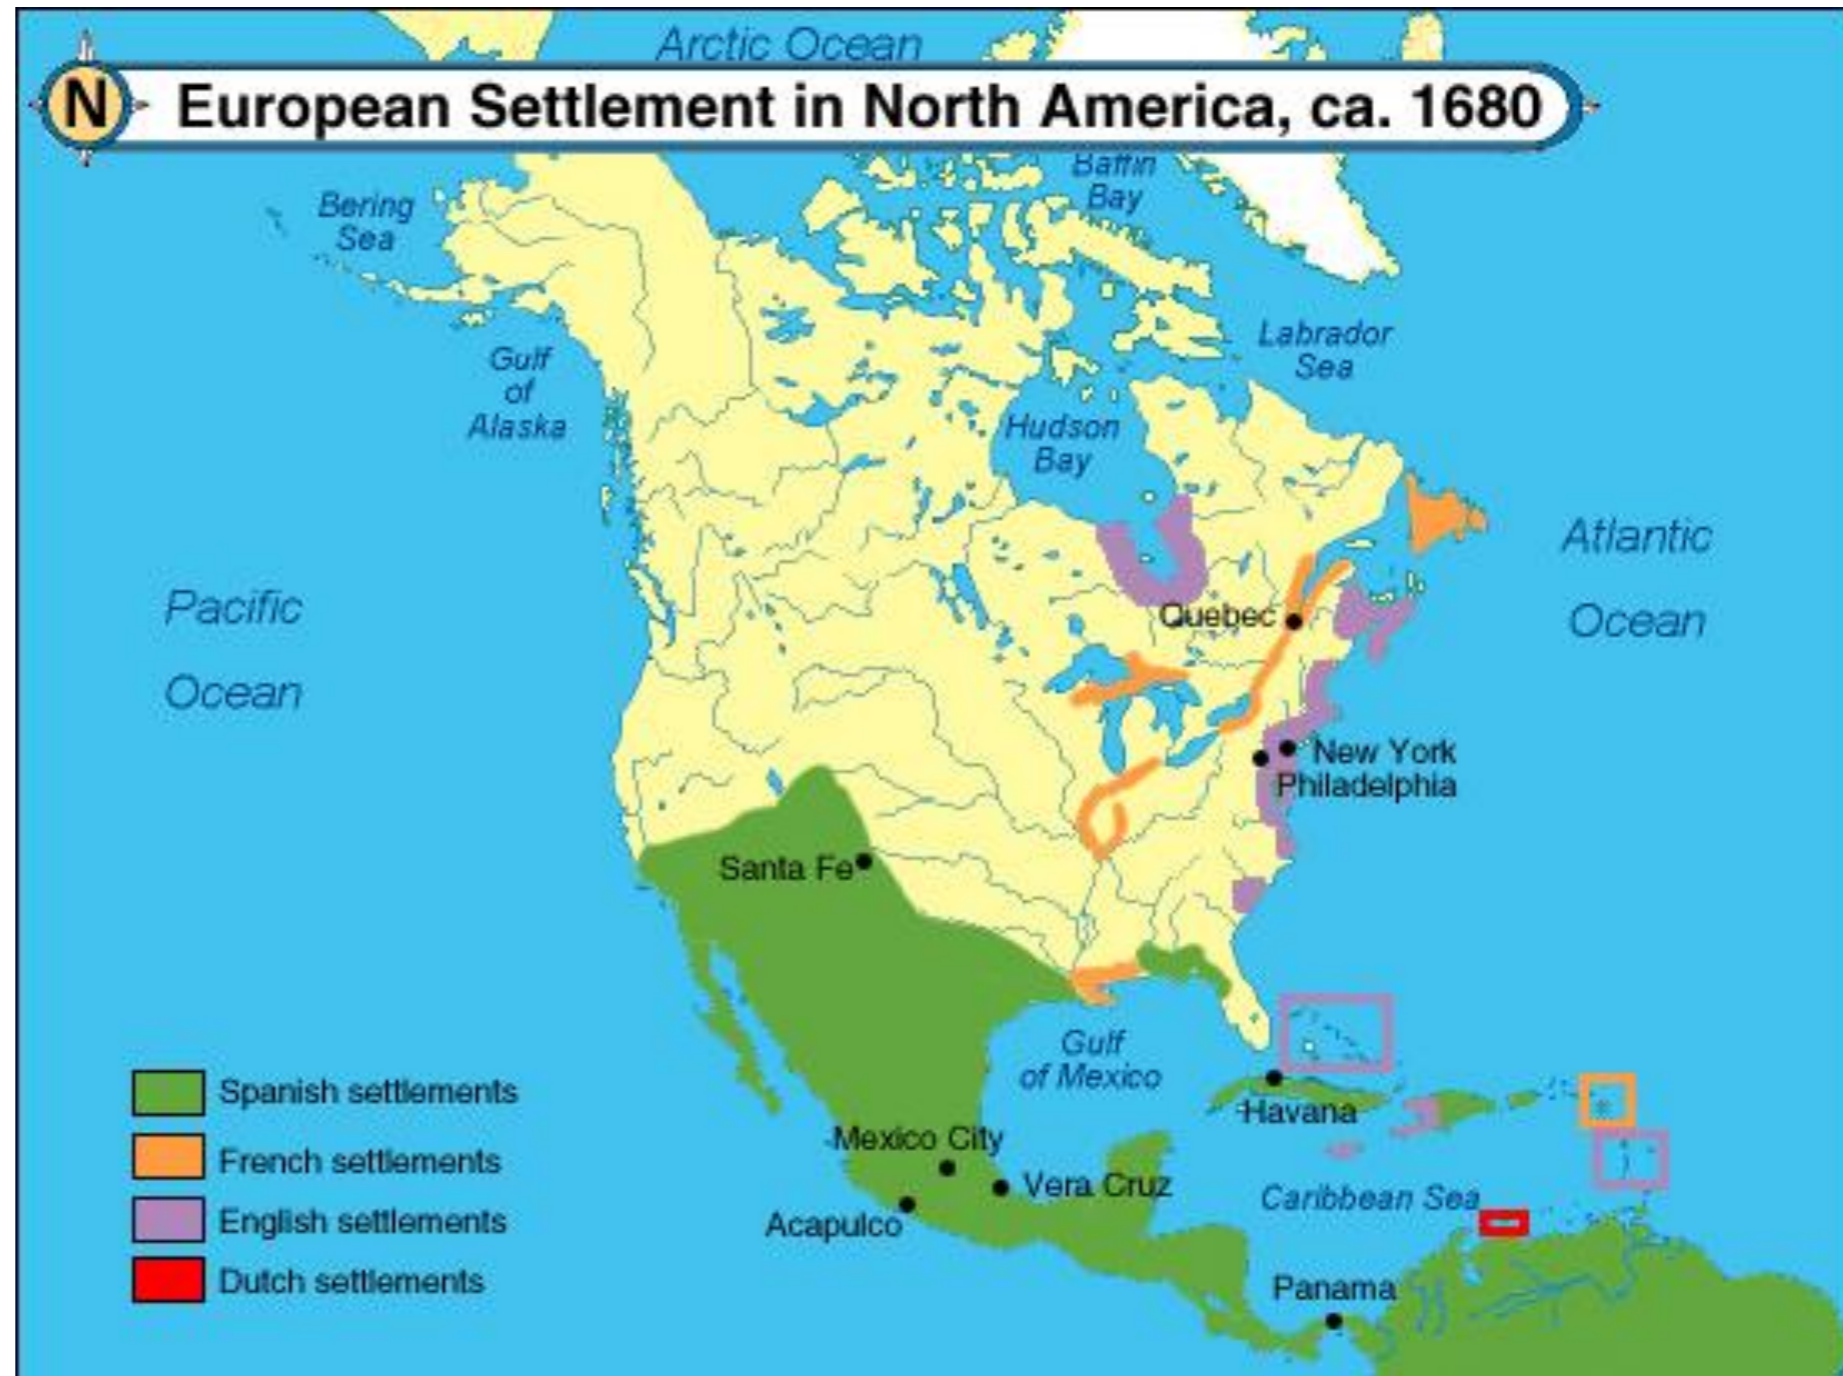 Arctic Ocean
N
European Settlement in North America, ca. 1680
Baffin
Bay
Bering
Sea
Labrador
Sea
Gulf
of
Alaska
Hudson
Bay
Atlantic
Ocean
Pacific
Ocean
Quebec
New York
Philadelphia
Santa Fe
Gulf
of Mexico
Havana
Mexico City
Vera Cruz
Acapulco
Caribbean Sea
Panama
Spanish settlements
French settlements
English settlements
Dutch settlements